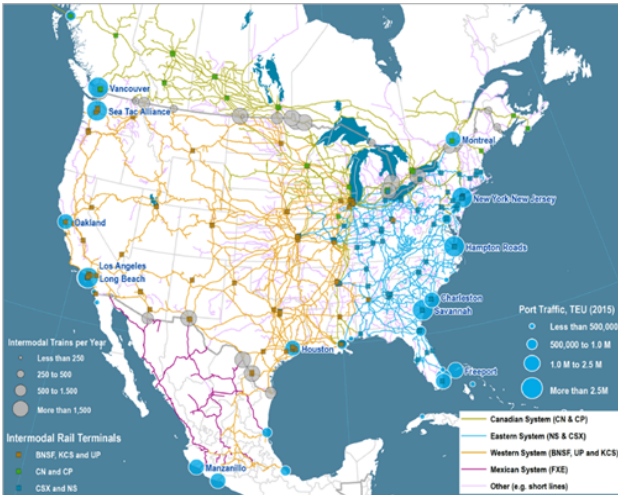 Vancouver
Sea Tac Alliance
Montreal
New York-New Jersey
Oakland
Hampton Roads
Los Angeles
Long Beach
Charleston
Savannah
Port Traffic, TEU (2015)
Less than 500,000
500,000 to 1.0 M
1.0 M to 2.5 M
More than 2.5M
Intermodal Trains per Year
Less than 250
250 to 500
500 to 1,500
More than 1,500
Houston
Freeport
Intermodal Rail Terminals
BNSF, KCS and UP
CN and CP
CSX and NS
Manzanillo
Canadian System (CN & CP)
Eastern System (NS & CSX)
Western System (BNSF, UP and KCS)
Mexican System (FXE)
Other (e.g. short lines)